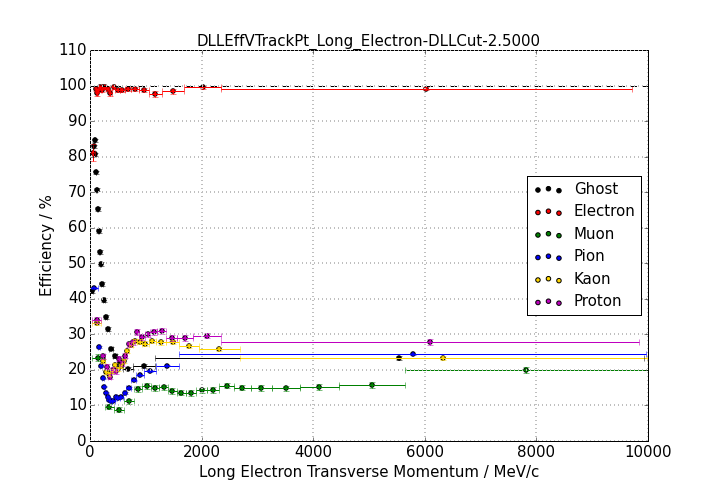 DLLEffVTrackPt_Long_Electron-DLLCut-2.5000
110
100
90
80
70
60
50
40
30
20
10
0
Efficiency / %
Ghost
Electron
Muon
Pion
Kaon
Proton
0 2000 4000 6000 8000 10000
Long Electron Transverse Momentum / MeV/c